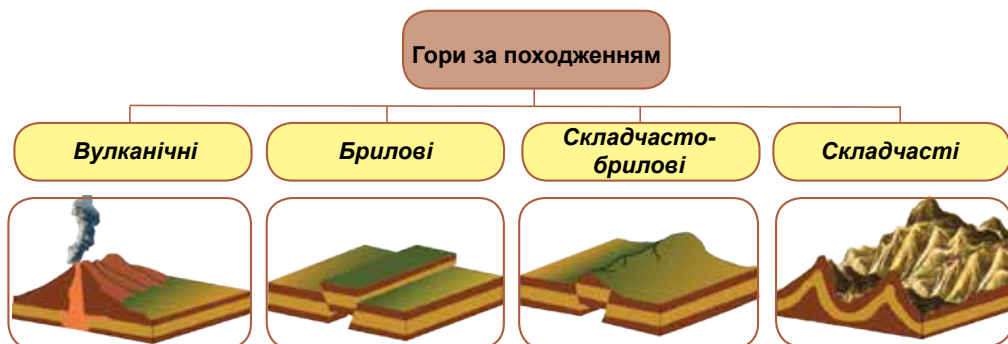 Гори за походженням
Вулканічні
Брилові
Складчасто-
брилові
Складчасті